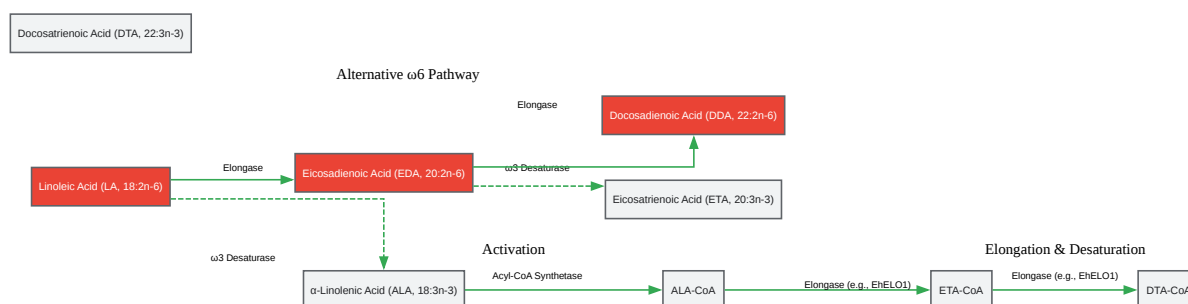 Docosatrienoic Acid (DTA, 22:3n-3)
Alternative ω6 Pathway
Elongase
Docosadienoic Acid (DDA, 22:2n-6)
Elongase
ω3 Desaturase
Linoleic Acid (LA, 18:2n-6)
Eicosadienoic Acid (EDA, 20:2n-6)
Eicosatrienoic Acid (ETA, 20:3n-3)
Activation
Elongation & Desaturation
ω3 Desaturase
Acyl-CoA Synthetase
Elongase (e.g., EhELO1)
Elongase (e.g., EhELO1)
α-Linolenic Acid (ALA, 18:3n-3)
ALA-CoA
ETA-CoA
DTA-CoA